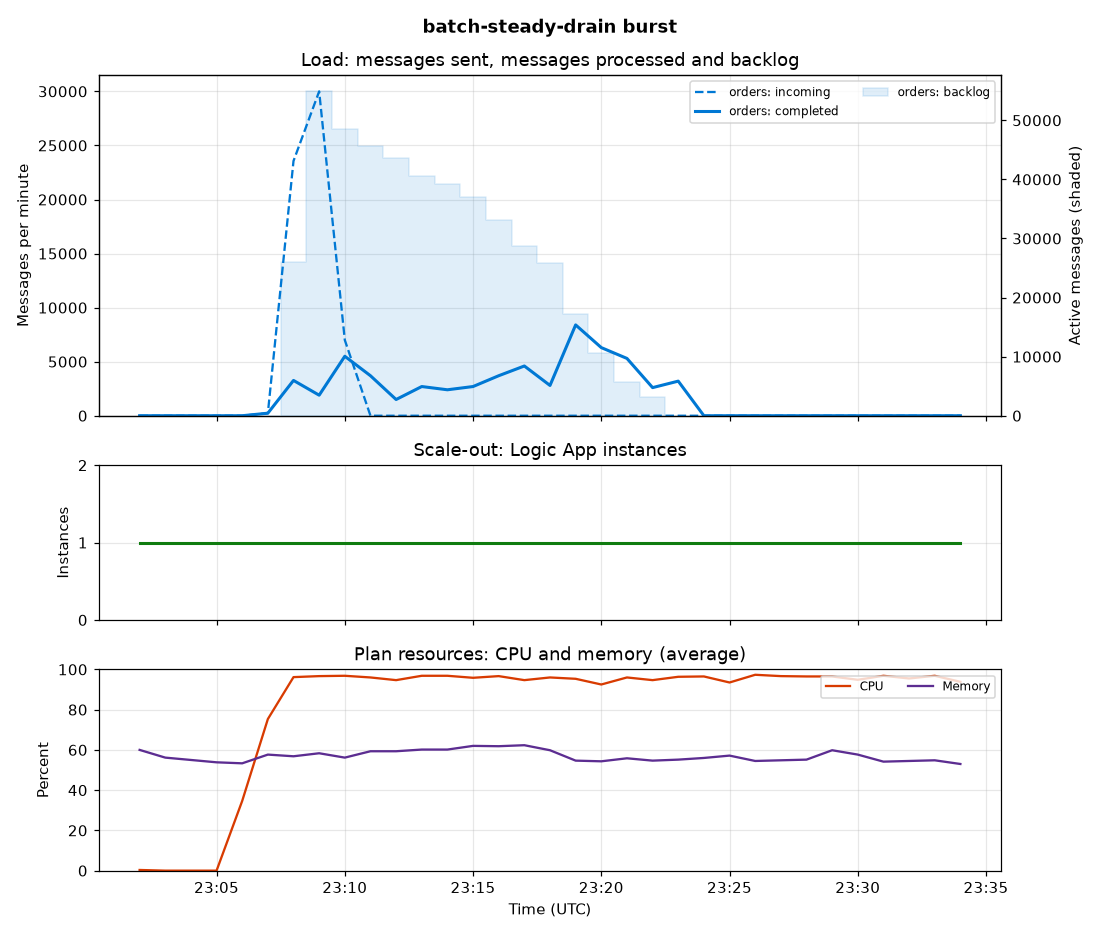 batch-steady-drain burst
Load: messages sent, messages processed and backlog
orders: incoming
orders: completed
orders: backlog
Messages per minute
30000
25000
20000
15000
10000
5000
0
Active messages (shaded)
50000
40000
30000
20000
10000
0
Scale-out: Logic App instances
Instances
2
1
0
Plan resources: CPU and memory (average)
CPU
Memory
Percent
100
80
60
40
20
0
23:05 23:10 23:15 23:20 23:25 23:30 23:35
Time (UTC)